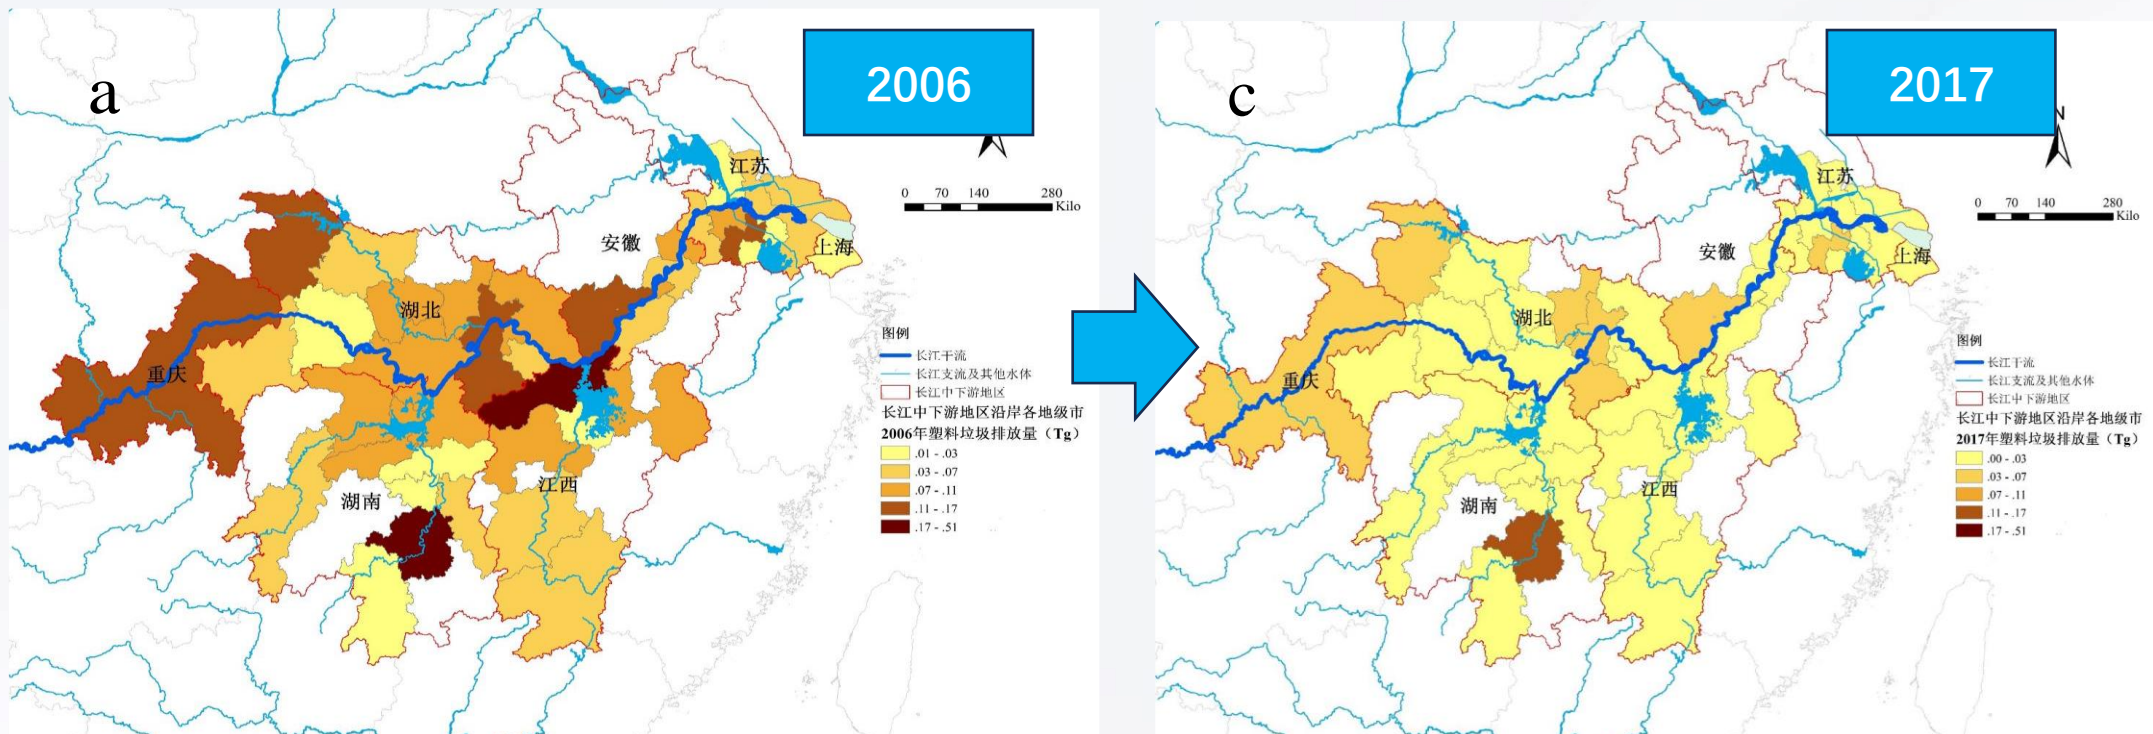 a
2006
0 70 140 280
Kilo
江苏
上海
安徽
湖北
重庆
湖南
江西
图例
长江干流
长江支流及其他水体
长江中下游地区
长江中下游地区沿岸各地级市
2006年塑料垃圾排放量（Tg）
.01 - .03
.03 - .07
.07 - .11
.11 - .17
.17 - .51
c
2017
N
0 70 140 280
Kilo
江苏
上海
安徽
湖北
重庆
湖南
江西
图例
长江干流
长江支流及其他水体
长江中下游地区
长江中下游地区沿岸各地级市
2017年塑料垃圾排放量（Tg）
.00 - .03
.03 - .07
.07 - .11
.11 - .17
.17 - .51